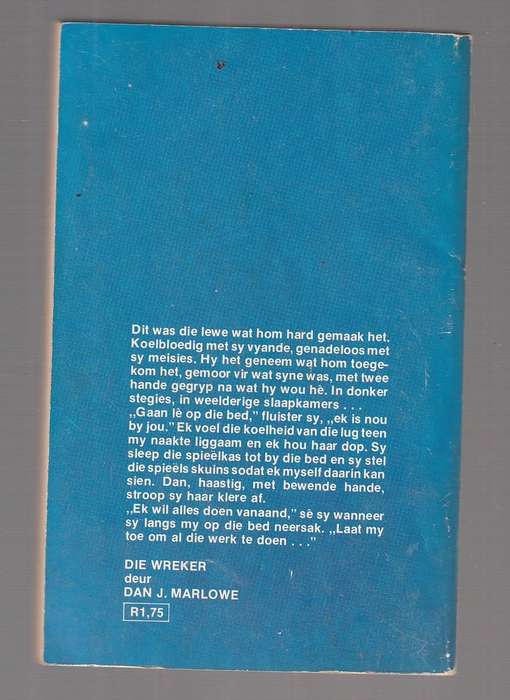 Dit was die lewe wat hom hard gemaak het.
Koelbloedig met sy vyande, genadeloos met
sy meisies. Hy het geneem wat hom toege-
kom het, gemoor vir wat syne was, met twee
hande gegryp na wat hy wou hè. In donker
stegies, in weelderige slaapkamers . . .
,,Gaan lè op die bed,” fluister sy, ,,ek is nou
by jou.” Ek voel die koelheid van die lug teen
my naakte liggaam en ek hou haar dop. Sy
sleep die spieëlkas tot by die bed en sy stel
die spieëls skuins sodat ek myself daarin kan
sien. Dan, haastig, met bewende hande,
stroop sy haar klere af.
,,Ek wil alles doen vanaand,” sè sy wanneer
sy langs my op die bed neersak. ,,Laat my
toe om al die werk te doen . . .”
DIE WREKER
deur
DAN J. MARLOWE
R1,75